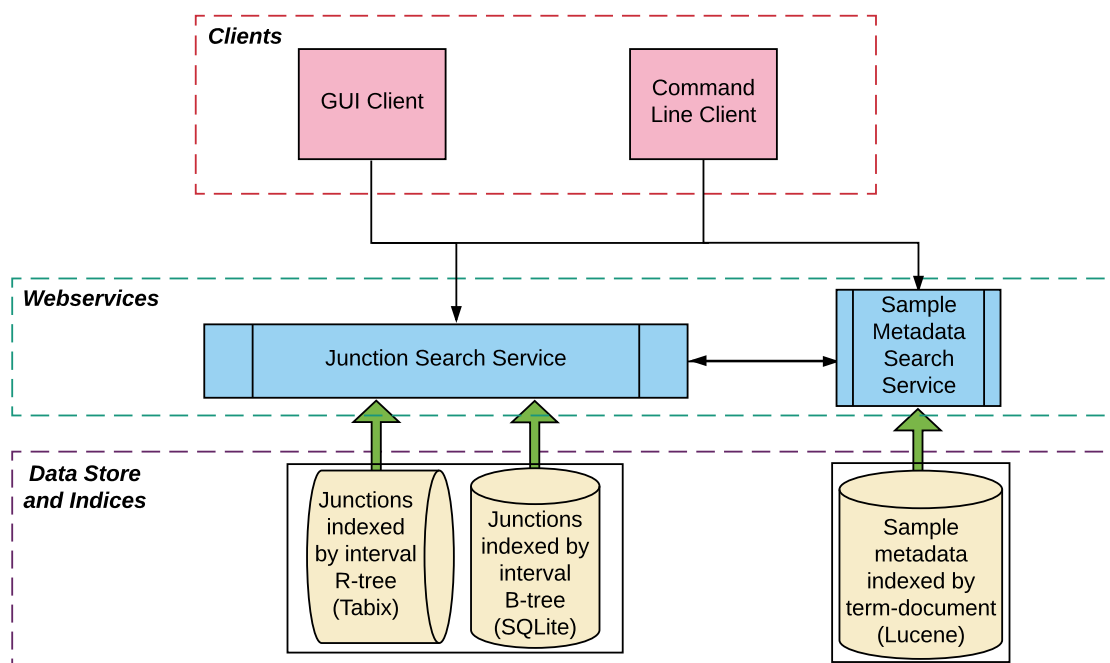 Clients
GUI Client
Command
Line Client
Webservices
Junction Search Service
Sample
Metadata
Search
Service
Data Store
and Indices
Junctions
indexed
by interval
R-tree
(Tabix)
Junctions
indexed by
interval
B-tree
(SQLite)
Sample
metadata
indexed by
term-document
(Lucene)